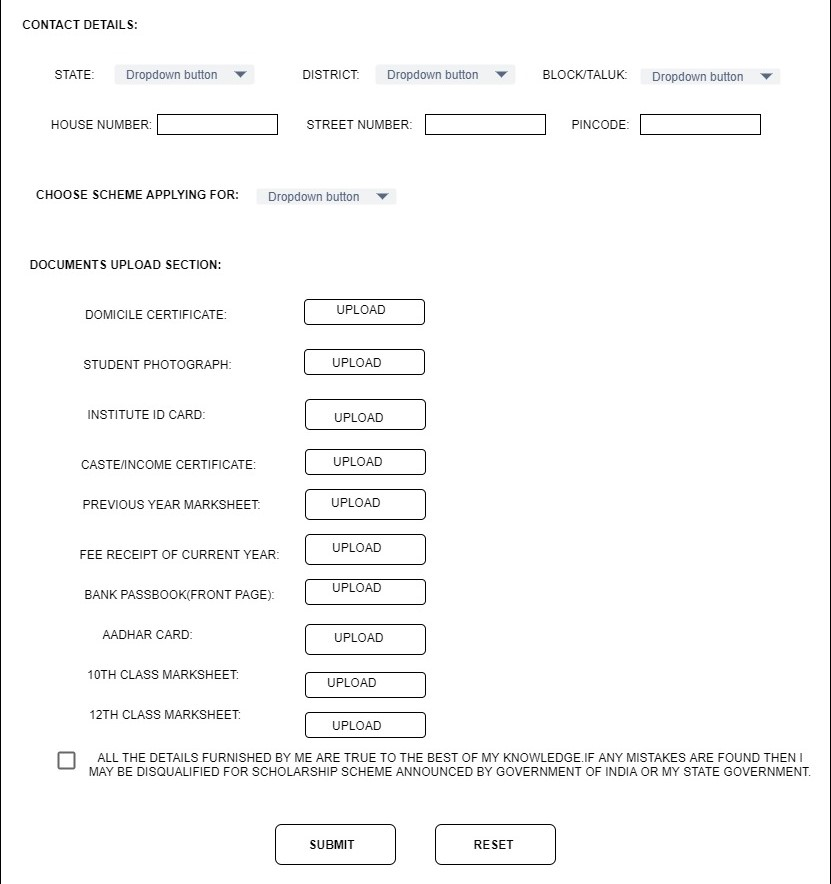 CONTACT DETAILS:
STATE: Dropdown button DISTRICT: Dropdown button BLOCK/TALUK: Dropdown button
HOUSE NUMBER: STREET NUMBER: PINCODE:
CHOOSE SCHEME APPLYING FOR: Dropdown button
DOCUMENTS UPLOAD SECTION:
DOMICILE CERTIFICATE: UPLOAD
STUDENT PHOTOGRAPH: UPLOAD
INSTITUTE ID CARD: UPLOAD
CASTE/INCOME CERTIFICATE: UPLOAD
PREVIOUS YEAR MARKSHEET: UPLOAD
FEE RECEIPT OF CURRENT YEAR: UPLOAD
BANK PASSBOOK(FRONT PAGE): UPLOAD
AADHAR CARD: UPLOAD
10TH CLASS MARKSHEET: UPLOAD
12TH CLASS MARKSHEET: UPLOAD
ALL THE DETAILS FURNISHED BY ME ARE TRUE TO THE BEST OF MY KNOWLEDGE.IF ANY MISTAKES ARE FOUND THEN I
MAY BE DISQUALIFIED FOR SCHOLARSHIP SCHEME ANNOUNCED BY GOVERNMENT OF INDIA OR MY STATE GOVERNMENT.
SUBMIT RESET